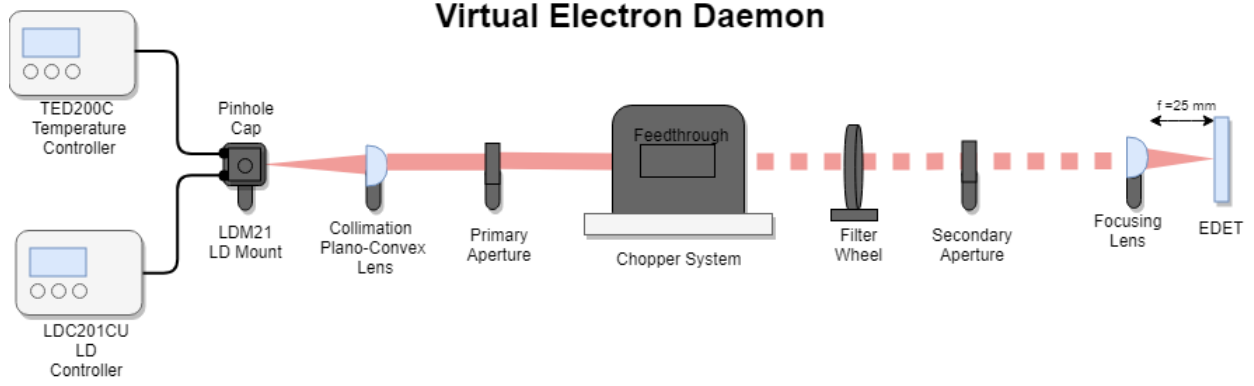 Virtual Electron Daemon
TED200C
Temperature
Controller
Pinhole
Cap
LDM21
LD Mount
LDC201CU
LD
Controller
Collimation
Plano-Convex
Lens
Primary
Aperture
Feedthrough
Chopper System
Filter
Wheel
Secondary
Aperture
f =25 mm
Focusing
Lens
EDET